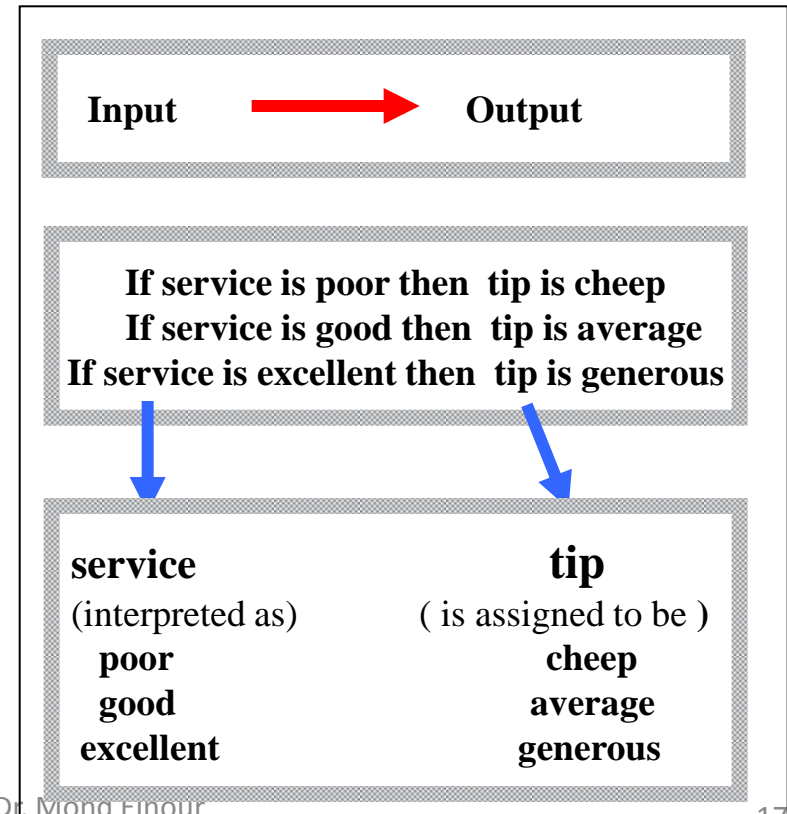 Input Output
If service is poor then tip is cheep
If service is good then tip is average
If service is excellent then tip is generous
service tip
(interpreted as) ( is assigned to be )
poor cheep
good average
excellent generous
Dr. Mohd